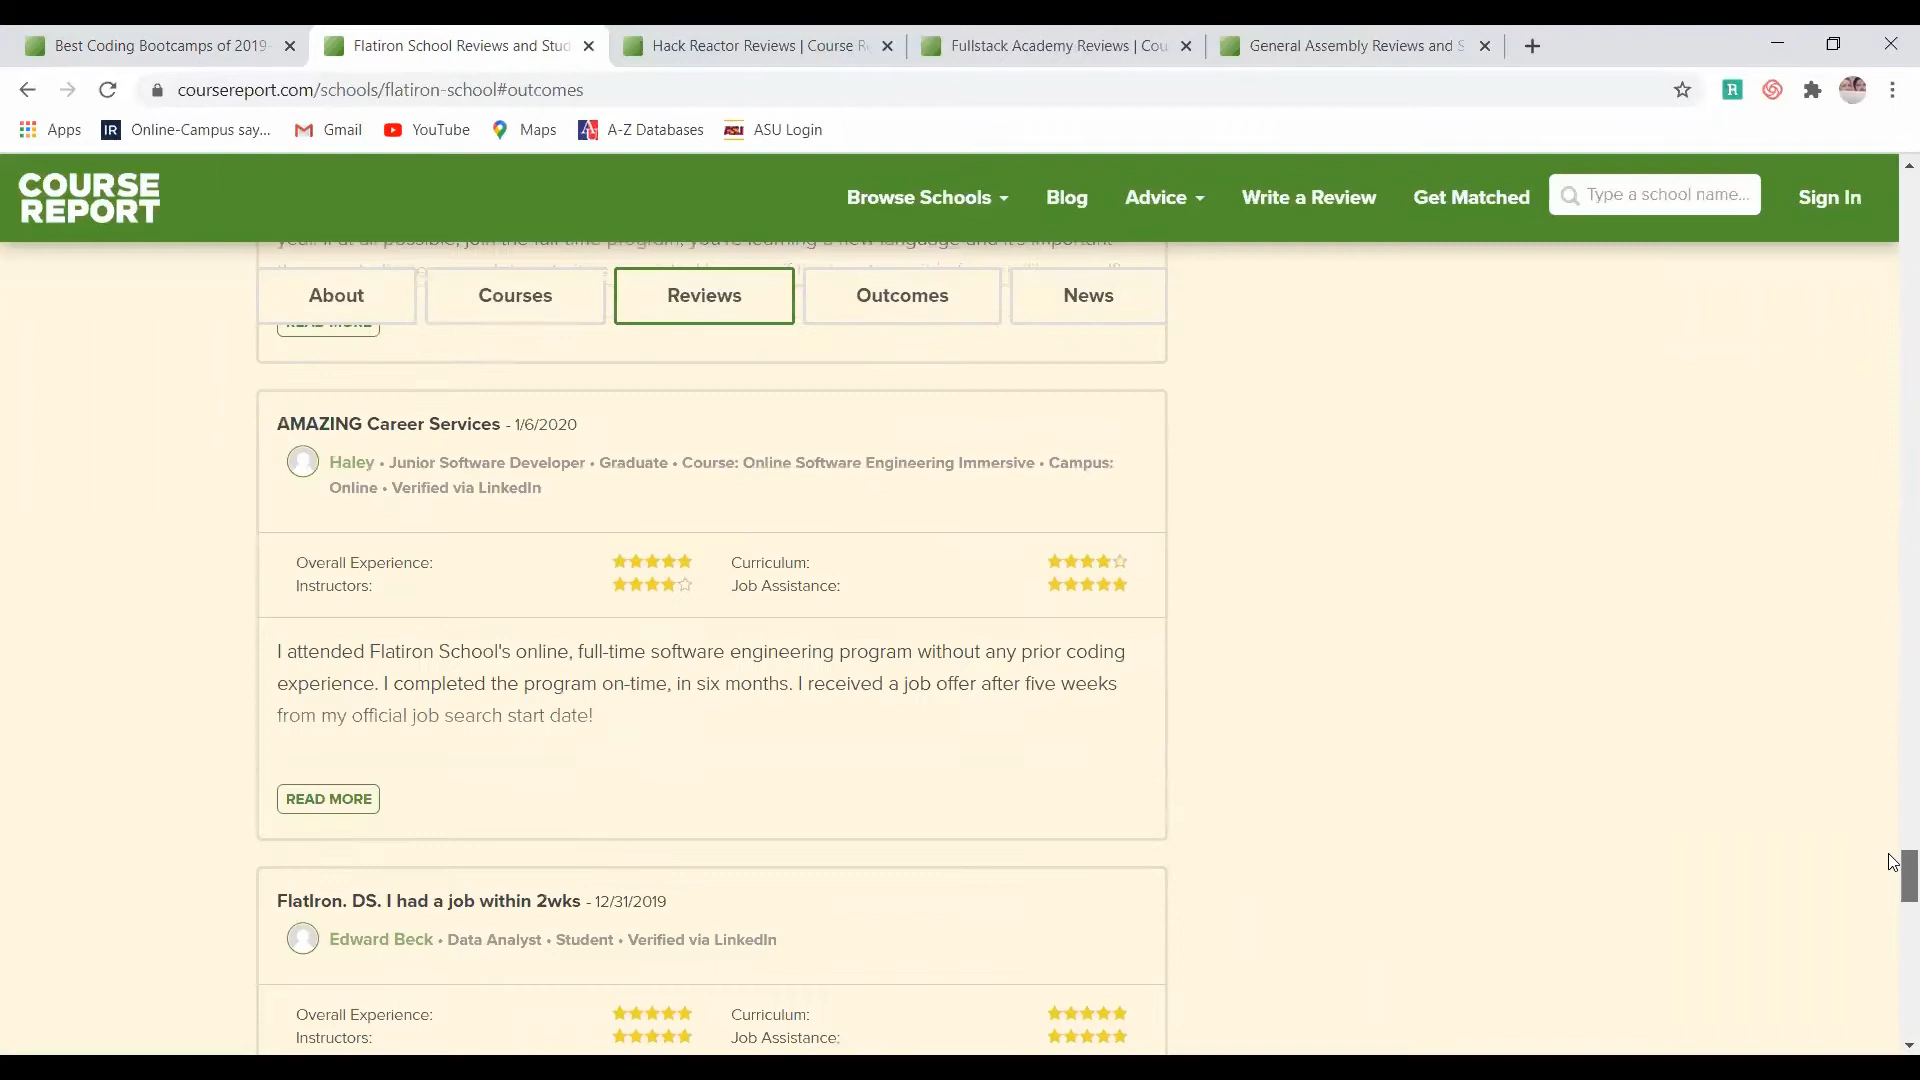 Best Coding Bootcamps of 2019-
Flatiron School Reviews and Stud
Hack Reactor Reviews | Course R
Fullstack Academy Reviews | Cou
General Assembly Reviews and S
coursereport.com/schools/flatiron-school#outcomes
Apps
Online-Campus say...
Gmail
YouTube
Maps
A-Z Databases
ASU Login
COURSE
REPORT
Browse Schools
Blog
Advice
Write a Review
Get Matched
Type a school name...
Sign In
About
Courses
Reviews
Outcomes
News
READ MORE
AMAZING Career Services - 1/6/2020
Haley • Junior Software Developer • Graduate • Course: Online Software Engineering Immersive • Campus:
Online • Verified via LinkedIn
Overall Experience:
Curriculum:
Instructors:
Job Assistance:
I attended Flatiron School's online, full-time software engineering program without any prior coding
experience. I completed the program on-time, in six months. I received a job offer after five weeks
from my official job search start date!
READ MORE
FlatIron. DS. I had a job within 2wks - 12/31/2019
Edward Beck • Data Analyst • Student • Verified via LinkedIn
Overall Experience:
Curriculum:
Instructors:
Job Assistance: